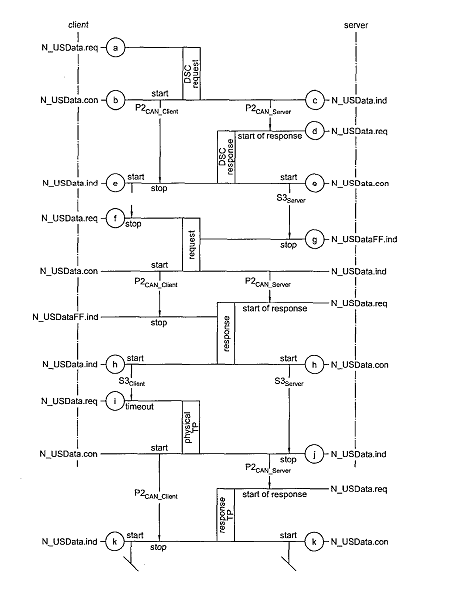 client server
N_USData.req a
DSC request
N_USData.con b start c N_USData.ind
P2CAN_Client P2CAN_Server
d N_USData.req
start of response
DSC response
N_USData.ind e start start e N_USData.con
stop
S3Server
N_USData.req f
stop
request
stop g N_USDataFF.ind
N_USData.con start N_USData.ind
P2CAN_Client P2CAN_Server
N_USData.req
start of response
N_USDataFF.ind stop
response
N_USData.ind h start start h N_USData.con
S3Client S3Server
N_USData.req i timeout
physical TP
N_USData.con start stop j N_USData.ind
P2CAN_Server
N_USData.req
P2CAN_Client start of response
response TP
N_USData.ind k start start k N_USData.con
stop